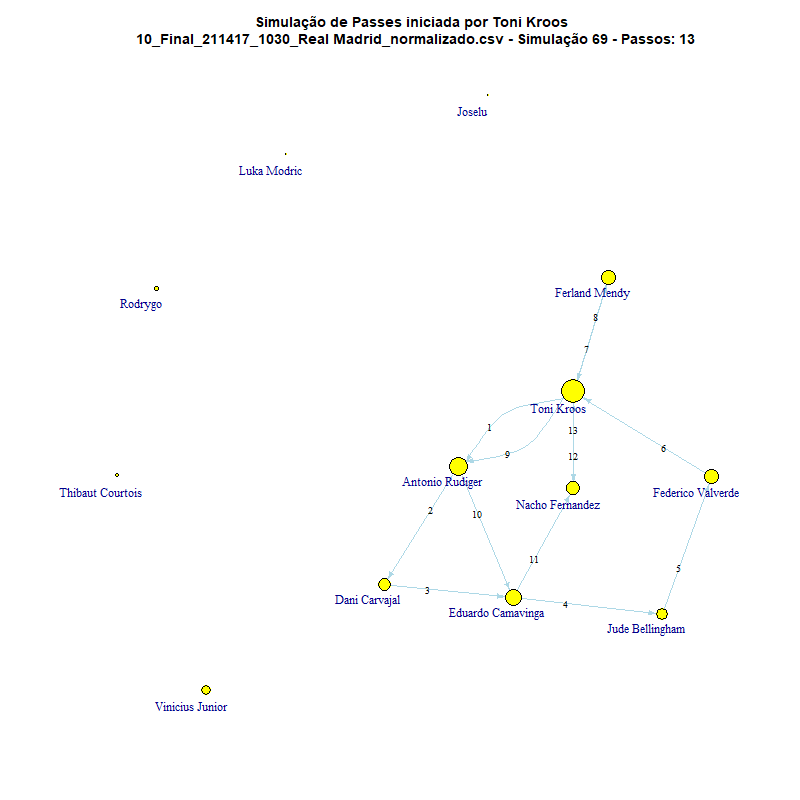 Simulação de Passes iniciada por Toni Kroos
10_Final_211417_1030_Real Madrid_normalizado.csv - Simulação 69 - Passos: 13
Joselu
Luka Modric
Rodrygo
Ferland Mendy
8
7
Toni Kroos
1
13
6
9
12
Antonio Rudiger
Thibaut Courtois
Nacho Fernandez
Federico Valverde
2
10
11
5
3
4
Dani Carvajal
Eduardo Camavinga
Jude Bellingham
Vinicius Junior